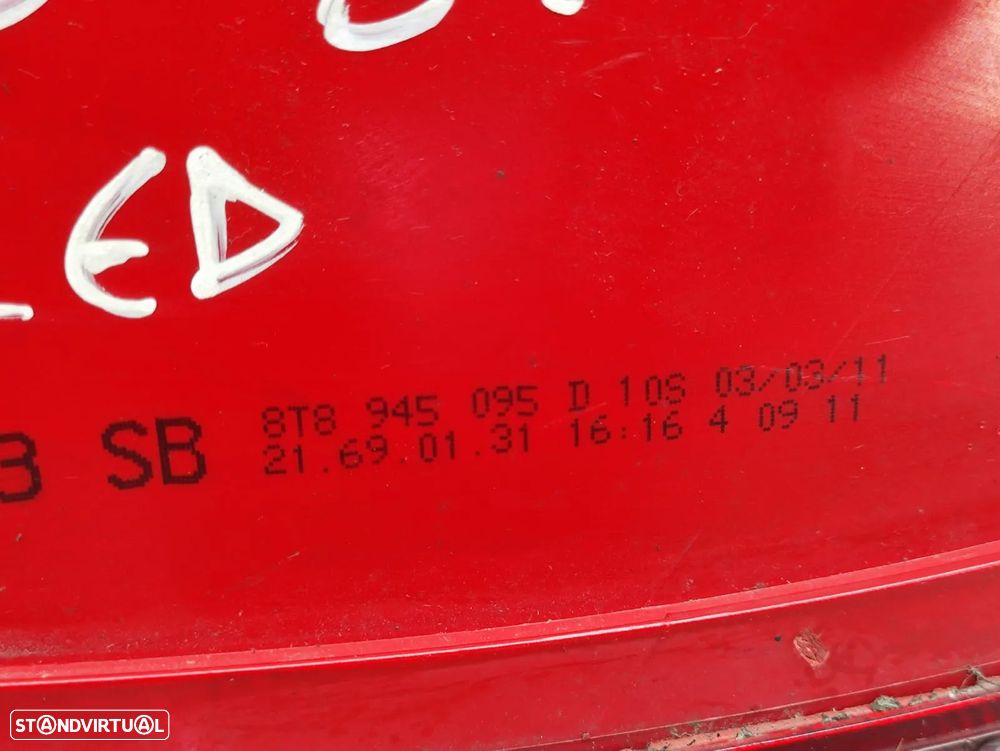 LED
SB
8T8 945 095 D 10S 03/03/11
21.69.01.31 16:16 4 09 11
STANDVIRTUAL